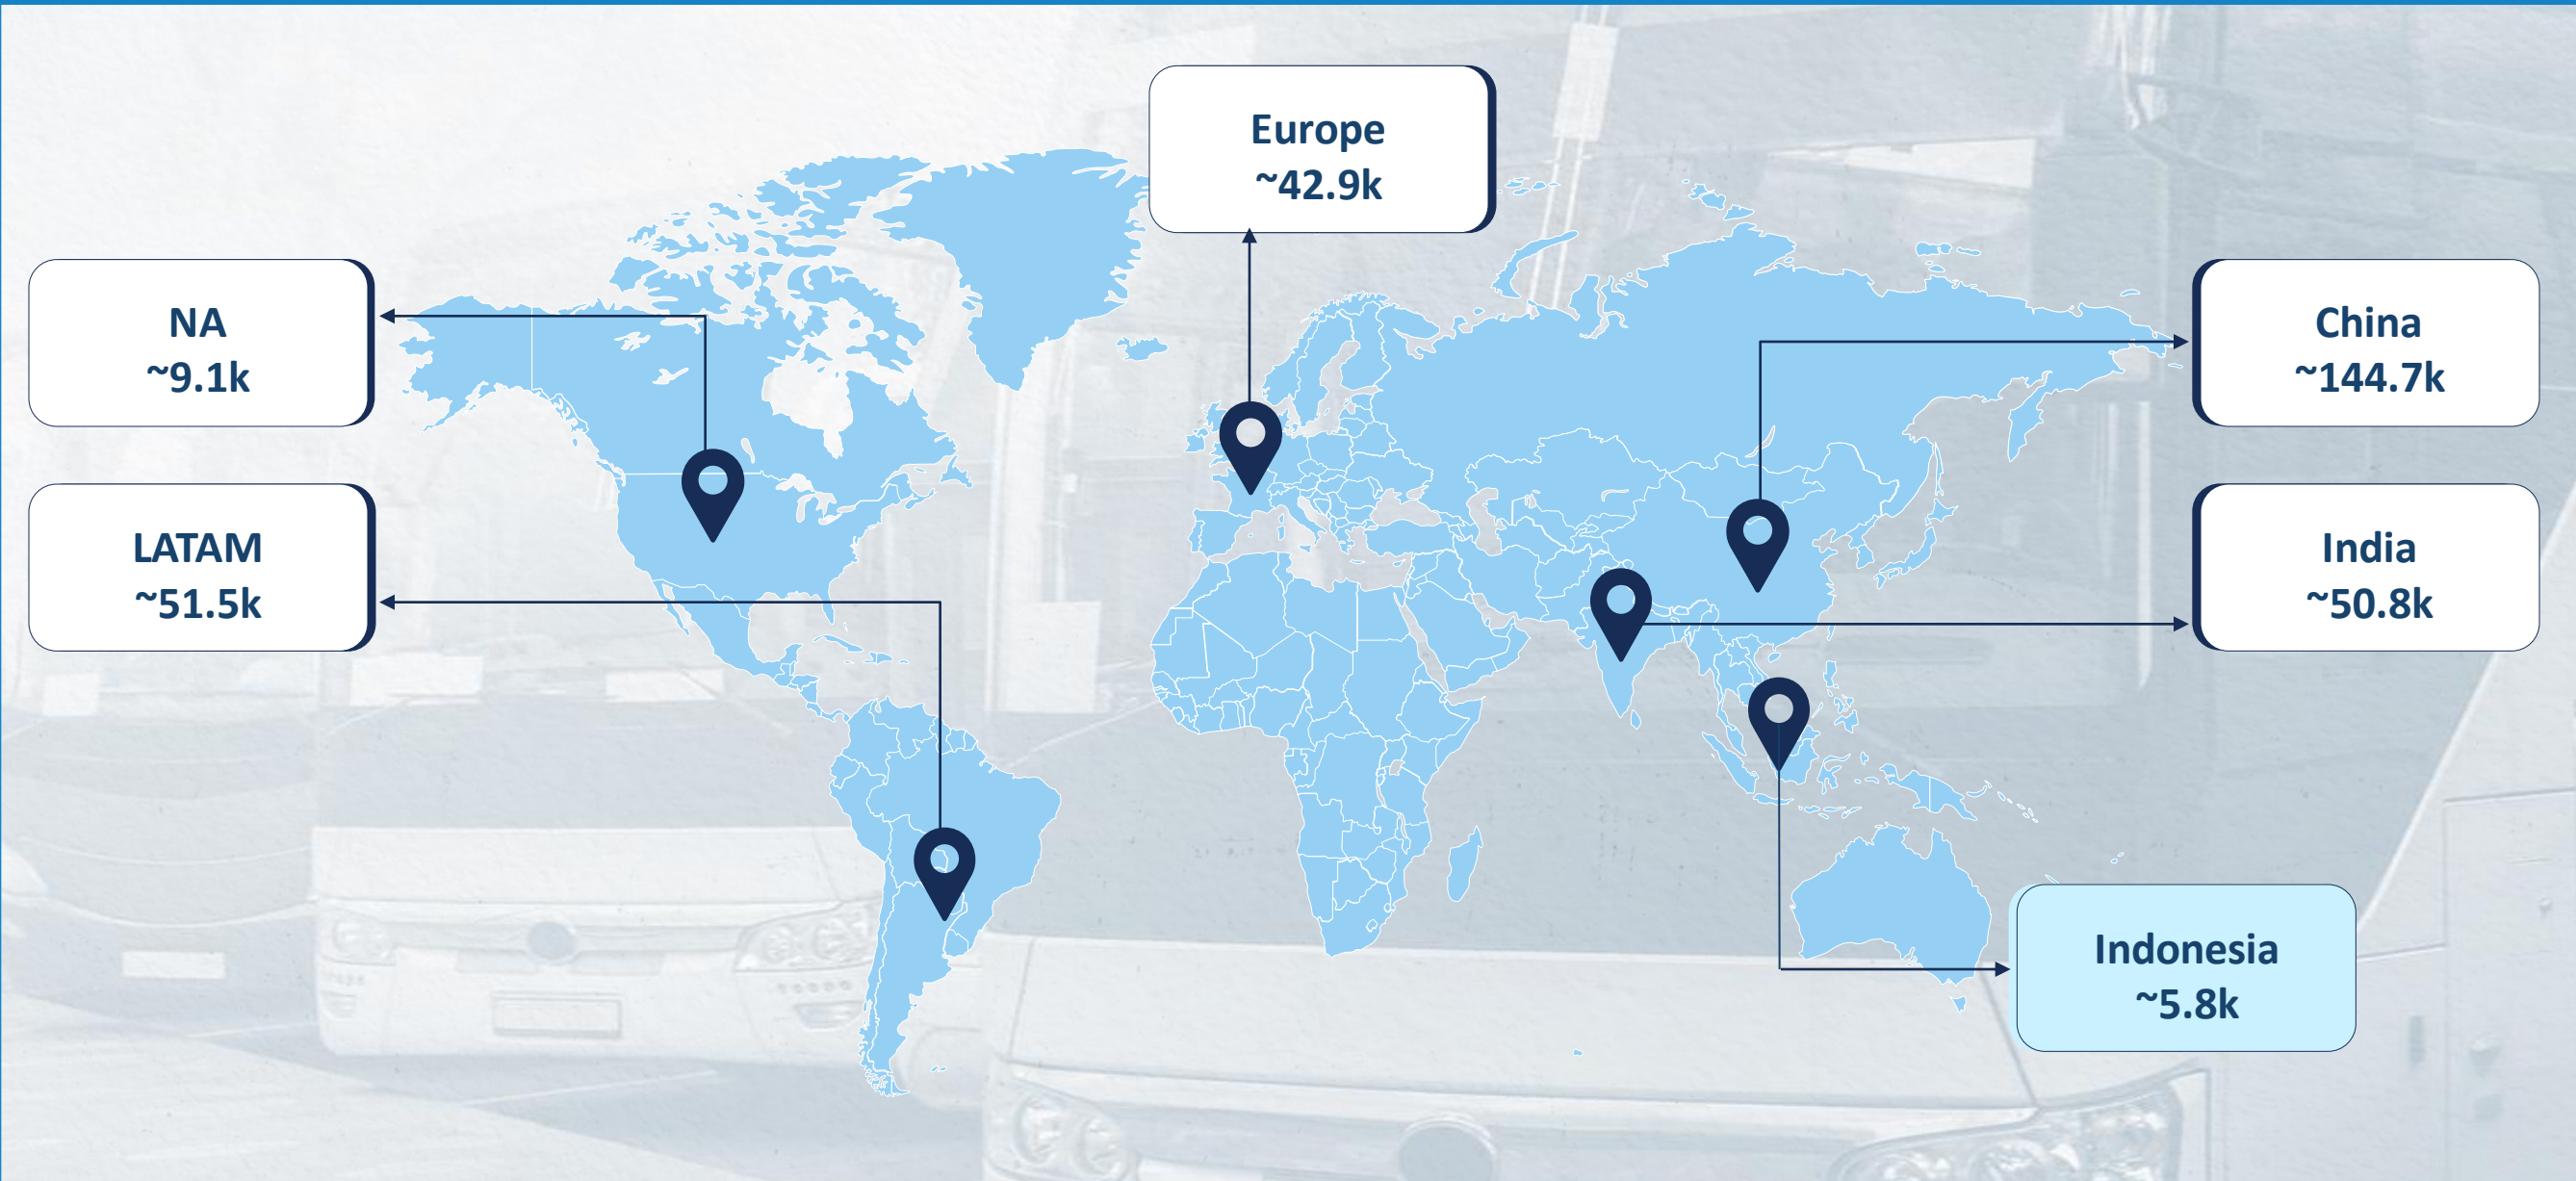 Europe
~42.9k
NA
~9.1k
China
~144.7k
LATAM
~51.5k
India
~50.8k
Indonesia
~5.8k